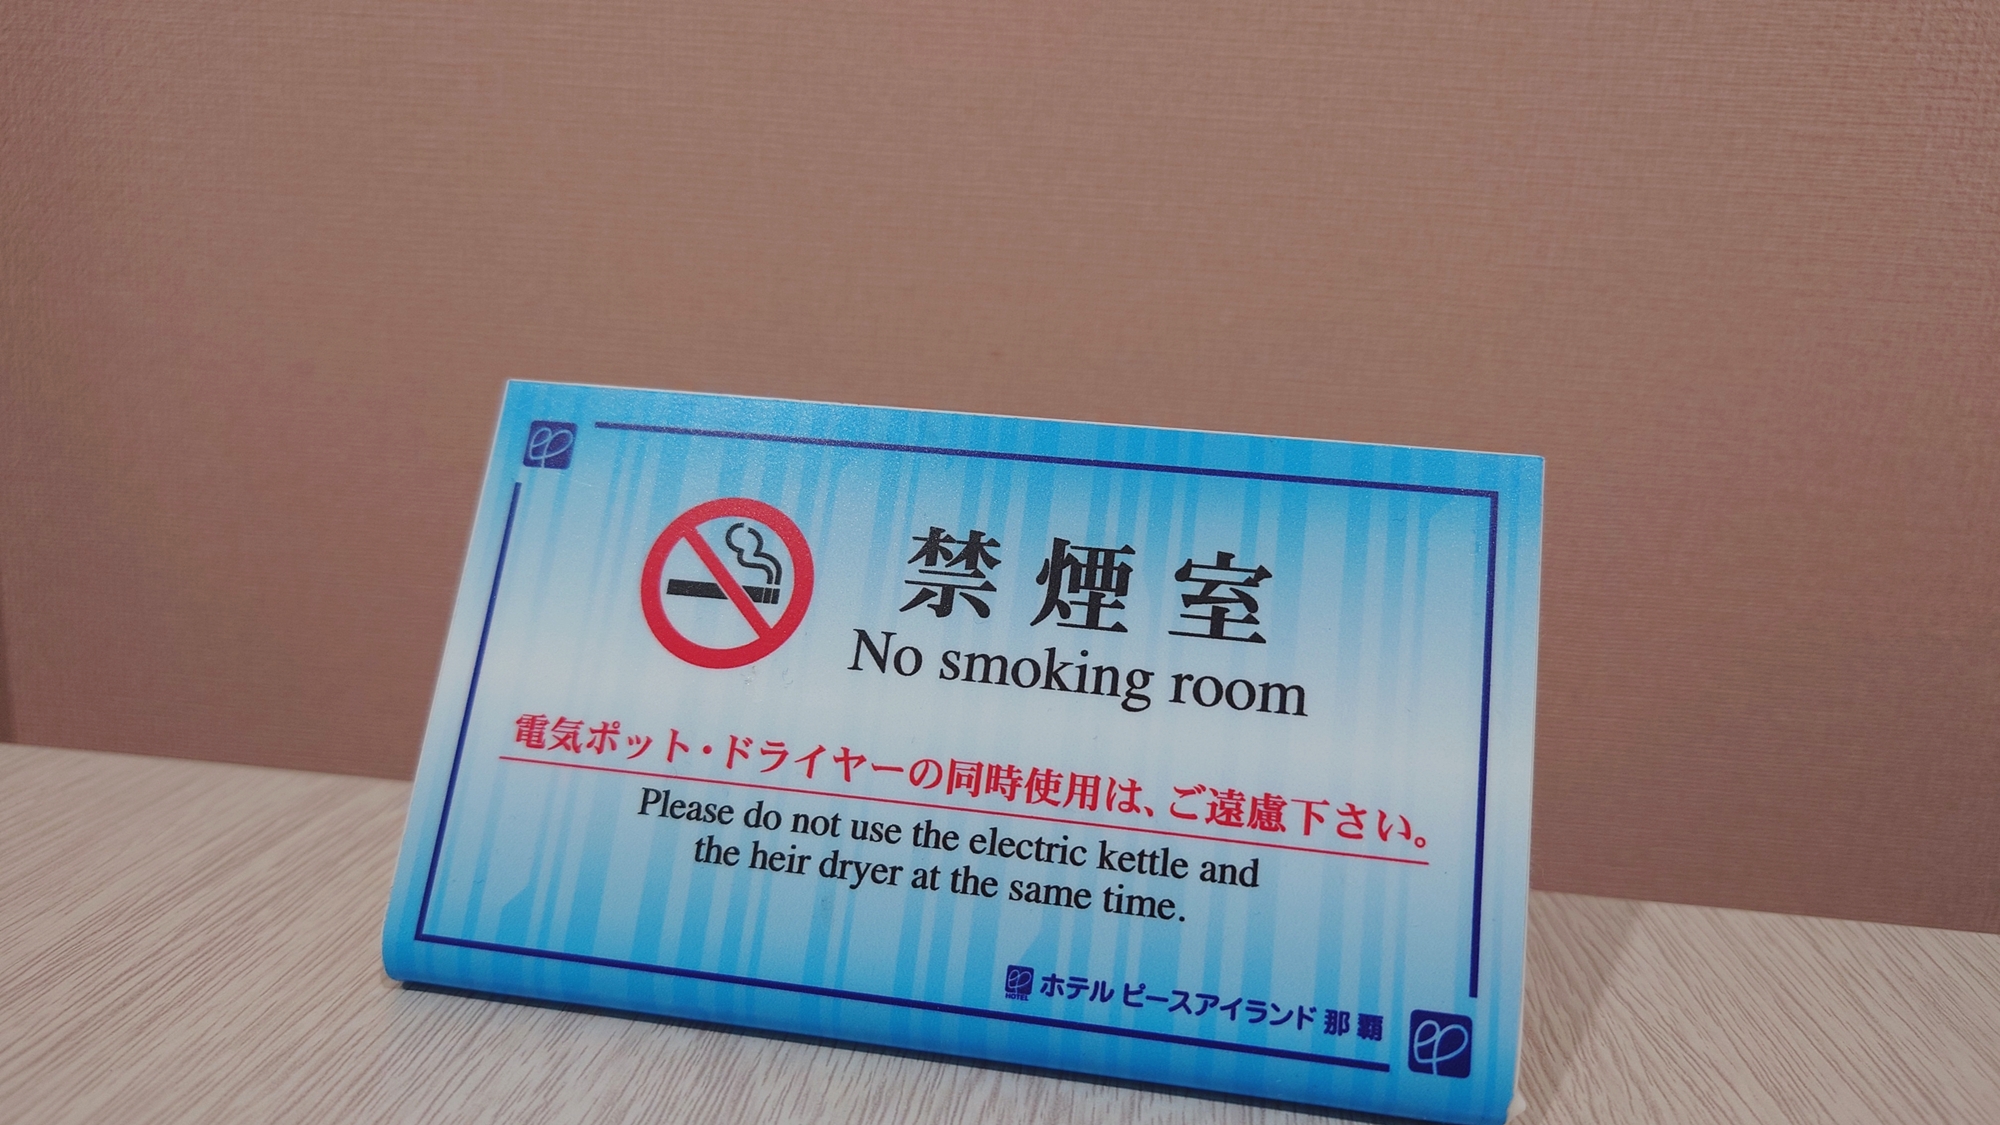 禁煙室
No smoking room
電気ポット・ドライヤーの同時使用は、ご遠慮下さい。
Please do not use the electric kettle and
the heir dryer at the same time.
HOTEL
ホテル ピースアイランド 那覇